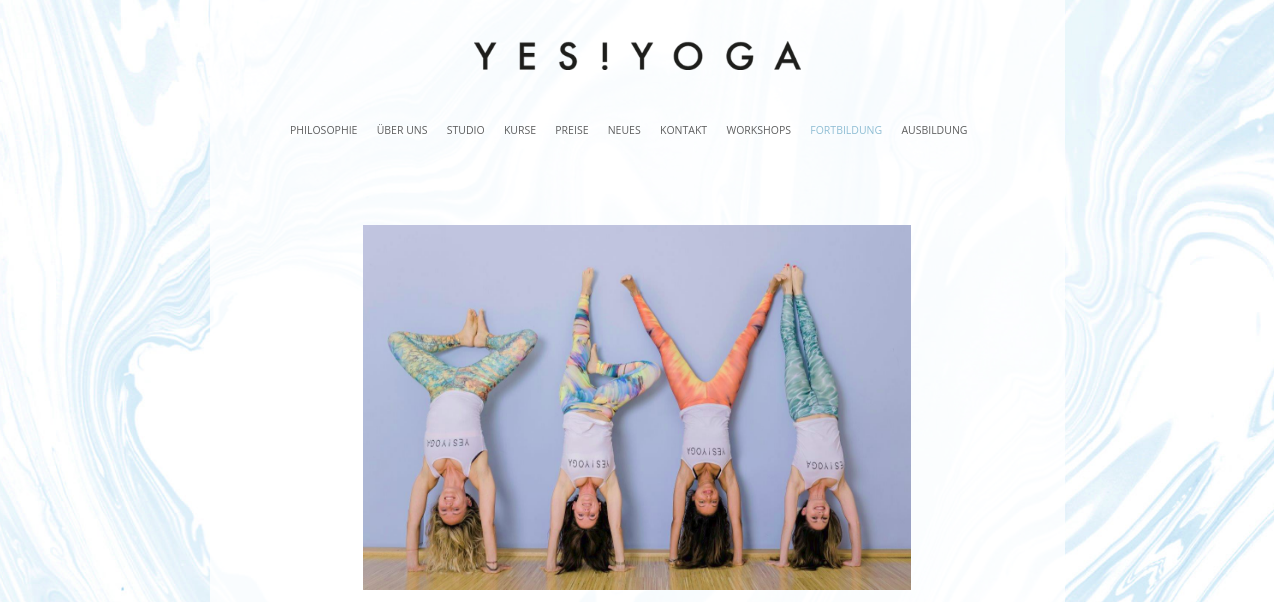 YES!YOGA
PHILOSOPHIE ÜBER UNS STUDIO KURSE PREISE NEUES KONTAKT WORKSHOPS FORTBILDUNG AUSBILDUNG
YES!YOGA
YES!YOGA
YES!YOGA
YES!YOGA